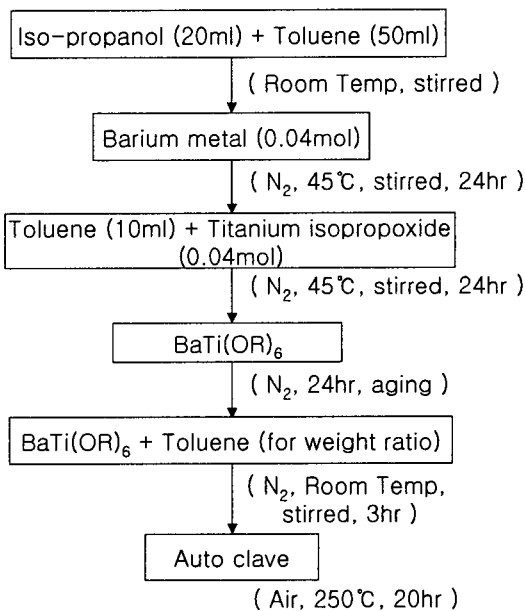 Iso-propanol (20ml) + Toluene (50ml)
( Room Temp, stirred )
Barium metal (0.04mol)
( N₂, 45℃, stirred, 24hr )
Toluene (10ml) + Titanium isopropoxide
(0.04mol)
( N₂, 45℃, stirred, 24hr )
BaTi(OR)₆
( N₂, 24hr, aging )
BaTi(OR)₆ + Toluene (for weight ratio)
( N₂, Room Temp,
stirred, 3hr )
Auto clave
(Air, 250℃, 20hr )